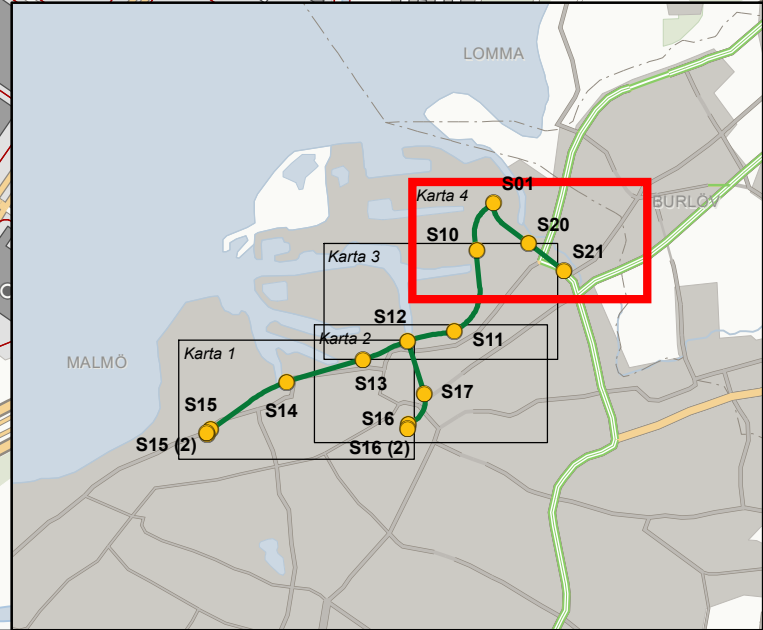 LOMMA
S01
Karta 4
BURLÖV
S20
S10
S21
Karta 3
S12
Karta 2
S11
Karta 1
MALMÖ
S13
S17
S14
S15
S16
S15 (2)
S16 (2)